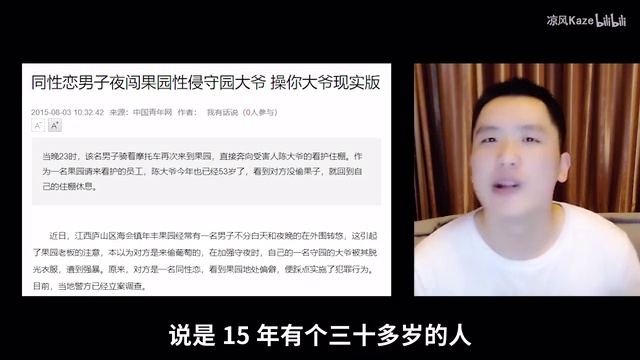 凉风Kaze bilibili
同性恋男子夜闯果园性侵守园大爷 操你大爷现实版
2015-08-03 10:32:42 来源：中国青年网 作者： 我有话说（0人参与）
A- A+
当晚23时，该名男子骑着摩托车再次来到果园，直接奔向受害人陈大爷的看护住棚。作
为一名果园请来看护的员工，陈大爷今年也已经53岁了，看到对方没偷果子，就回到自
己的住棚休息。
近日，江西庐山区海会镇年丰果园经常有一名男子不分白天和夜晚的在外围转悠，这引起
了果园老板的注意，本以为对方是来偷葡萄的，在加强守夜时，自己的一名守园的大爷被其脱
光衣服，遭到强暴。原来，对方是一名同性恋，看到果园地处偏僻，便踩点实施了犯罪行为。
目前，当地警方已经立案调查。
说是 15 年有个三十多岁的人